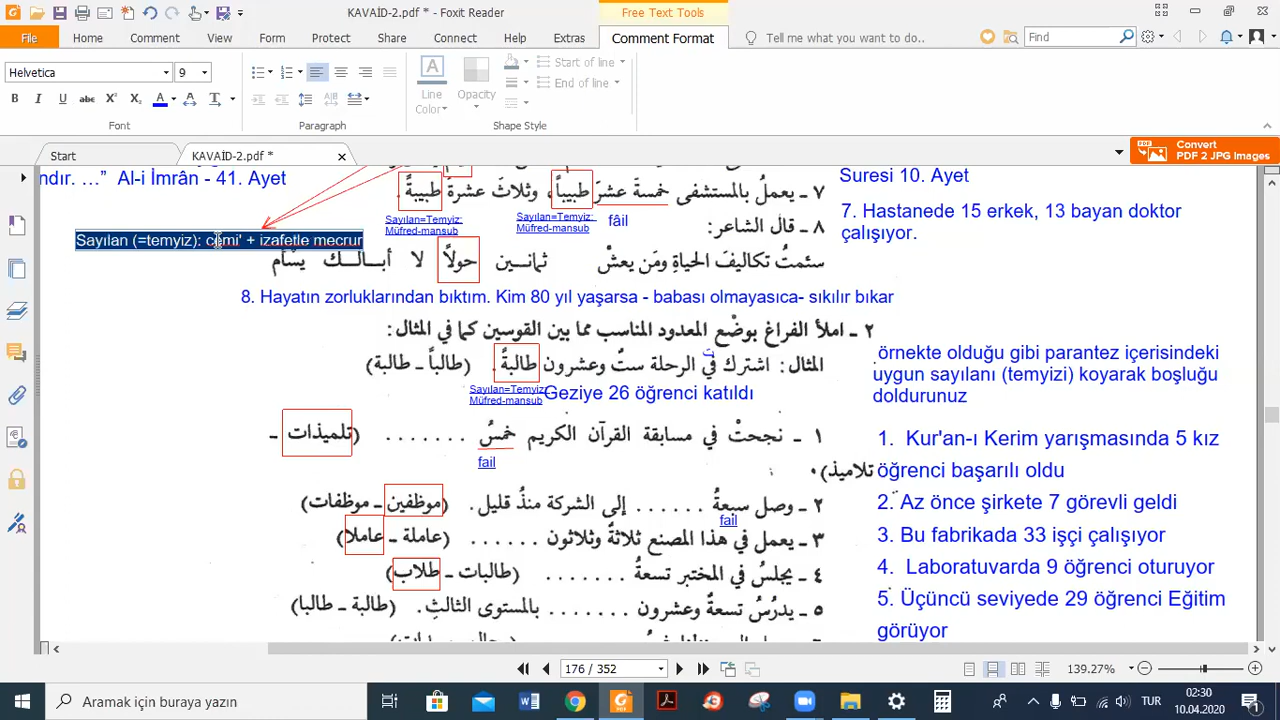 KAVAİD-2.pdf * - Foxit Reader
Free Text Tools
File Home Comment View Form Protect Share Connect Help Extras Comment Format Tell me what you want to do.. Find
Helvetica 9
Line Color Opacity Start of line End of line
Font Paragraph Shape Style
Start KAVAİD-2.pdf *
Convert PDF 2 JPG Images
ndır. …” Al-i İmrân - 41. Ayet
Suresi 10. Ayet
٧ ـ يعملُ بالمستشفى خمسةَ عشرَ طبيباً، وثلاثَ عشرةَ طبيبةً .
Sayılan=Temyiz: Müfred-mansub
Sayılan=Temyiz: Müfred-mansub
fâil
7. Hastanede 15 erkek, 13 bayan doktor çalışıyor.
٨ ـ قال الشاعر:
Sayılan (=temyiz): cemi' + izafetle mecrur
سئمتُ تكاليفَ الحياةِ ومَن يعشْ ثمانــين حولاً لا أبــالــك يسْأم
8. Hayatın zorluklarından bıktım. Kim 80 yıl yaşarsa - babası olmayasıca- sıkılır bıkar
٢ ـ املأ الفراغ بوضع المعدود المناسب مما بين القوسين كما في المثال :
المثال : اشترك في الرحلة ستٌ وعشرون طالبةً. (طالباً ـ طالبة)
Sayılan=Temyiz: Müfred-mansub
Geziye 26 öğrenci katıldı
örnekte olduğu gibi parantez içerisindeki uygun sayılanı (temyizi) koyarak boşluğu doldurunuz
١ ـ نجحتْ في مسابقة القرآن الكريم خمسُ . . . . . . . (تلميذات ـ
تلاميذ).
fail
1. Kur'an-ı Kerim yarışmasında 5 kız öğrenci başarılı oldu
٢ ـ وصل سبعةُ . . . . . . إلى الشركة منذُ قليل. (موظفين ـ موظفات)
fail
2. Az önce şirkete 7 görevli geldi
٣ ـ يعمل في هذا المصنع ثلاثةٌ وثلاثون . . . . . . (عاملة ـ عاملا)
3. Bu fabrikada 33 işçi çalışıyor
٤ ـ يجلسُ في المختبر تسعةُ . . . . . . . (طالبات ـ طلاب)
4. Laboratuvarda 9 öğrenci oturuyor
٥ ـ يدرُسُ تسعةٌ وعشرون . . . . . . . بالمستوى الثالثِ. (طالبة ـ طالبا)
5. Üçüncü seviyede 29 öğrenci Eğitim görüyor
176 / 352
139.27%
Aramak için buraya yazın
TUR
02:30
10.04.2020